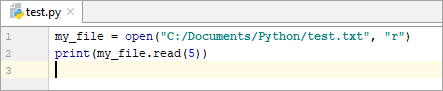 test.py
1 my_file = open("C:/Documents/Python/test.txt", "r")
2 print(my_file.read(5))
3